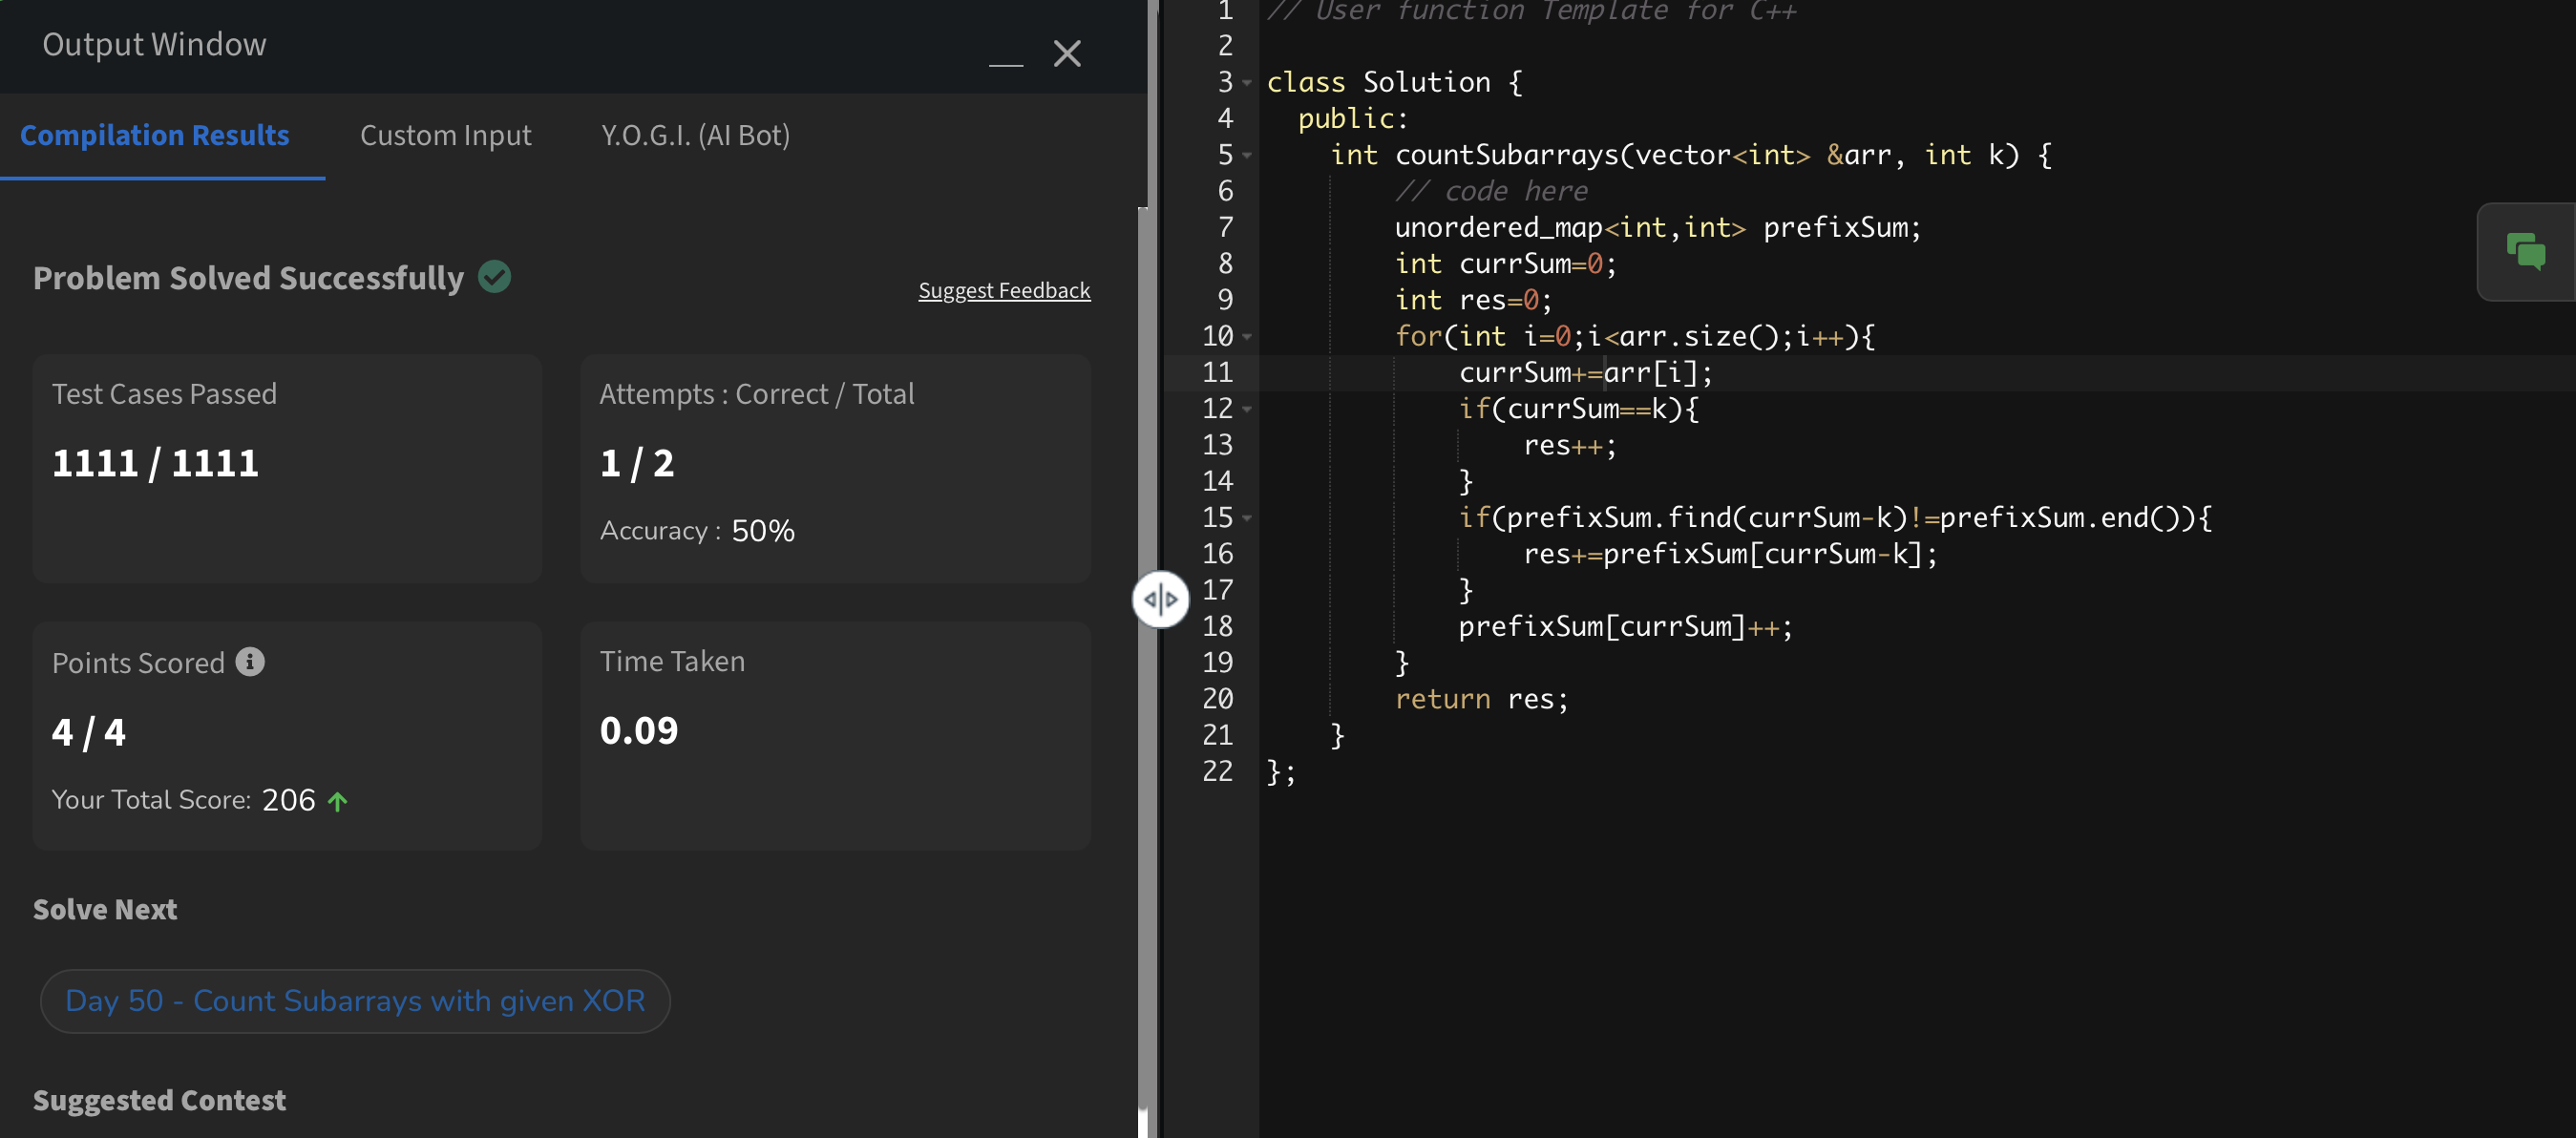 Output Window
Compilation Results
Custom Input
Y.O.G.I. (AI Bot)
Problem Solved Successfully
Suggest Feedback
Test Cases Passed
1111 / 1111
Attempts : Correct / Total
1 / 2
Accuracy : 50%
Points Scored
4 / 4
Your Total Score: 206
Time Taken
0.09
Solve Next
Day 50 - Count Subarrays with given XOR
Suggested Contest
1 // User function Template for C++
2
3 class Solution {
4   public:
5     int countSubarrays(vector<int> &arr, int k) {
6         // code here
7         unordered_map<int,int> prefixSum;
8         int currSum=0;
9         int res=0;
10         for(int i=0;i<arr.size();i++){
11             currSum+=arr[i];
12             if(currSum==k){
13                 res++;
14             }
15             if(prefixSum.find(currSum-k)!=prefixSum.end()){
16                 res+=prefixSum[currSum-k];
17             }
18             prefixSum[currSum]++;
19         }
20         return res;
21     }
22 };